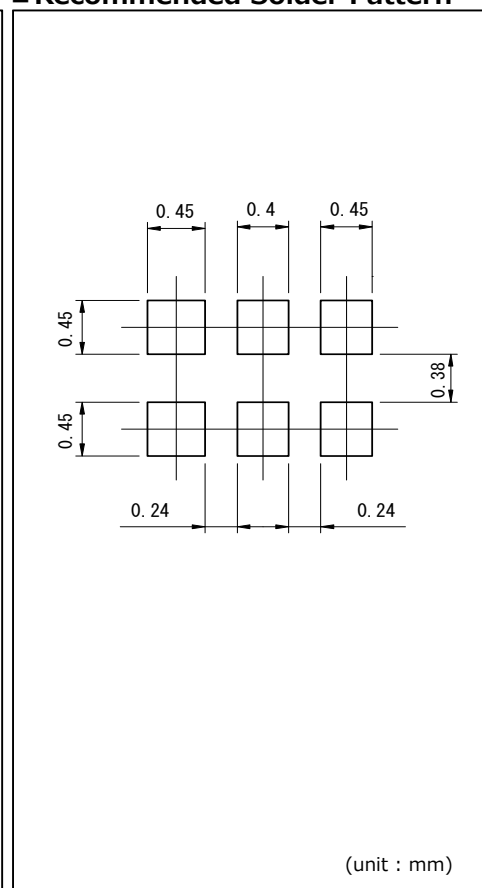 Recommended Solder Pattern
0. 45 0. 4 0. 45
0. 45
0. 38
0. 45
0. 24 0. 24
(unit : mm)